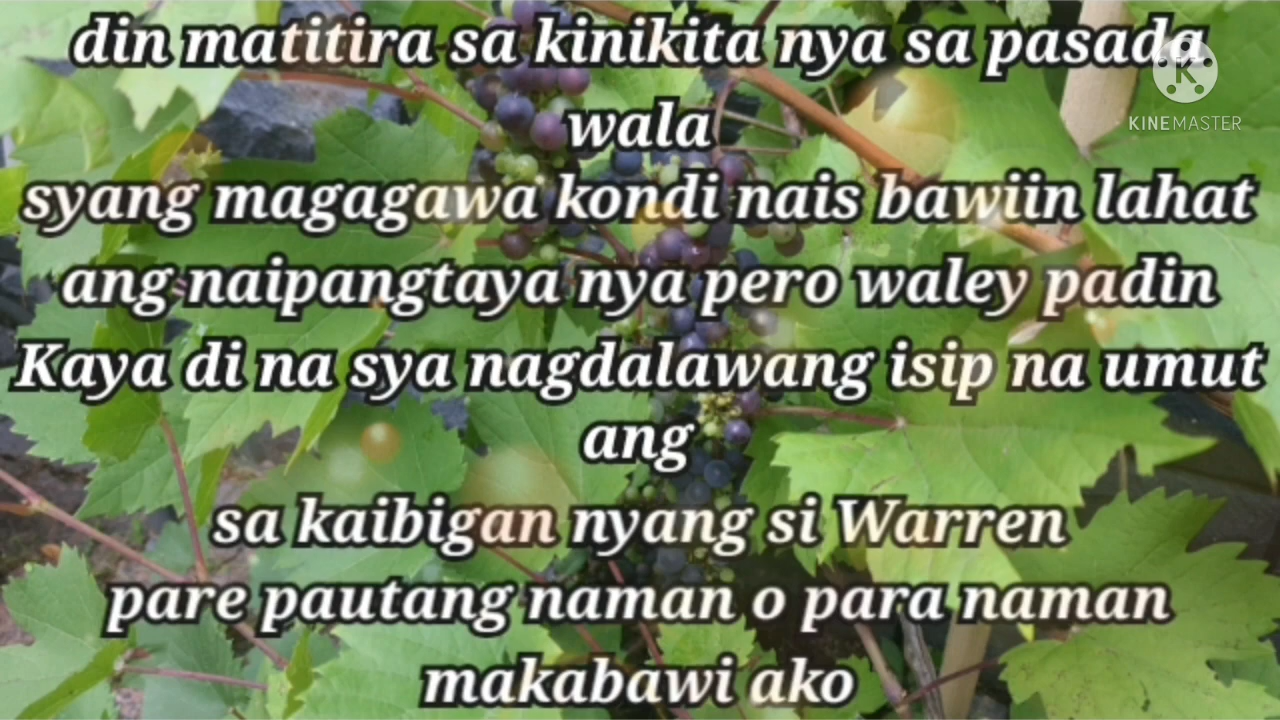 din matitira sa kinikita nya sa pasada
KINEMASTER
wala
syang magagawa kondi nais bawiin lahat
ang naipangtaya nya pero waley padin
Kaya di na sya nagdalawang isip na umut
ang
sa kaibigan nyang si Warren
pare pautang naman o para naman
makabawi ako